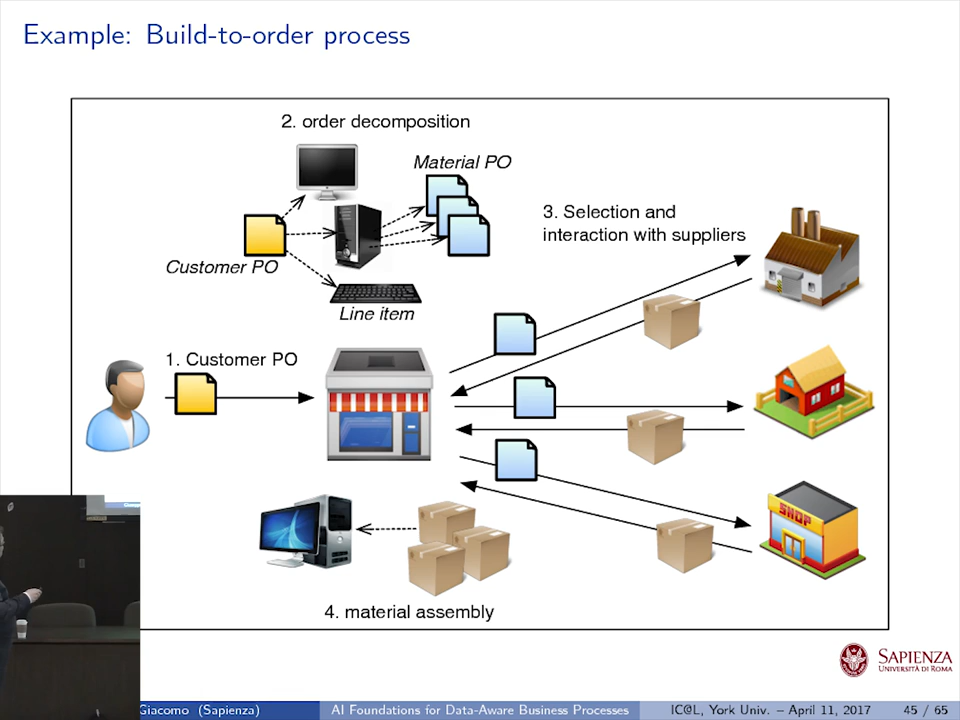 Example: Build-to-order process
2. order decomposition
Material PO
Customer PO
Line item
3. Selection and
interaction with suppliers
1. Customer PO
SHOP
4. material assembly
SAPIENZA
UNIVERSITÀ DI ROMA
Giacomo (Sapienza)
AI Foundations for Data-Aware Business Processes
IC@L, York Univ. – April 11, 2017
45 / 65